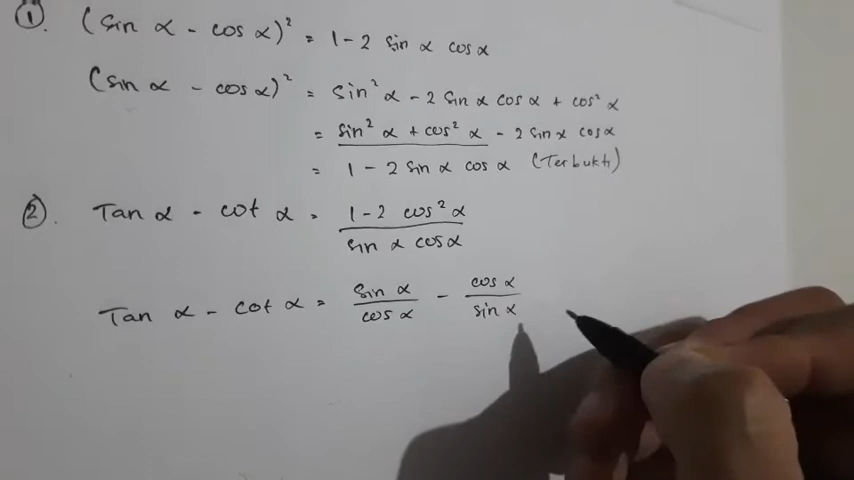 ① (sin α - cos α)² = 1 - 2 sin α cos α
(sin α - cos α)² = sin² α - 2 sin α cos α + cos² α
= sin² α + cos² α - 2 sin α cos α
= 1 - 2 sin α cos α (Terbukti)
② Tan α - cot α = 1 - 2 cos² α
sin α cos α
Tan α - cot α = sin α / cos α - cos α / sin α